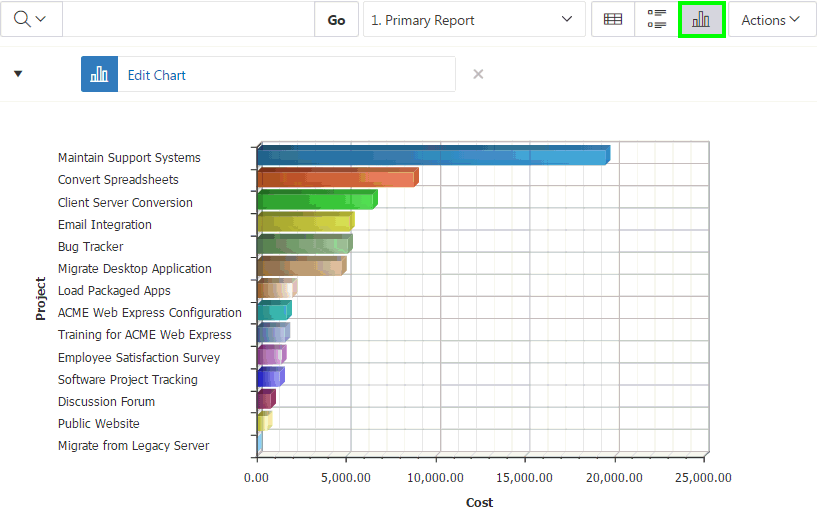 Go
1. Primary Report
Actions
Edit Chart
Project
Maintain Support Systems
Convert Spreadsheets
Client Server Conversion
Email Integration
Bug Tracker
Migrate Desktop Application
Load Packaged Apps
ACME Web Express Configuration
Training for ACME Web Express
Employee Satisfaction Survey
Software Project Tracking
Discussion Forum
Public Website
Migrate from Legacy Server
0.00 5,000.00 10,000.00 15,000.00 20,000.00 25,000.00
Cost